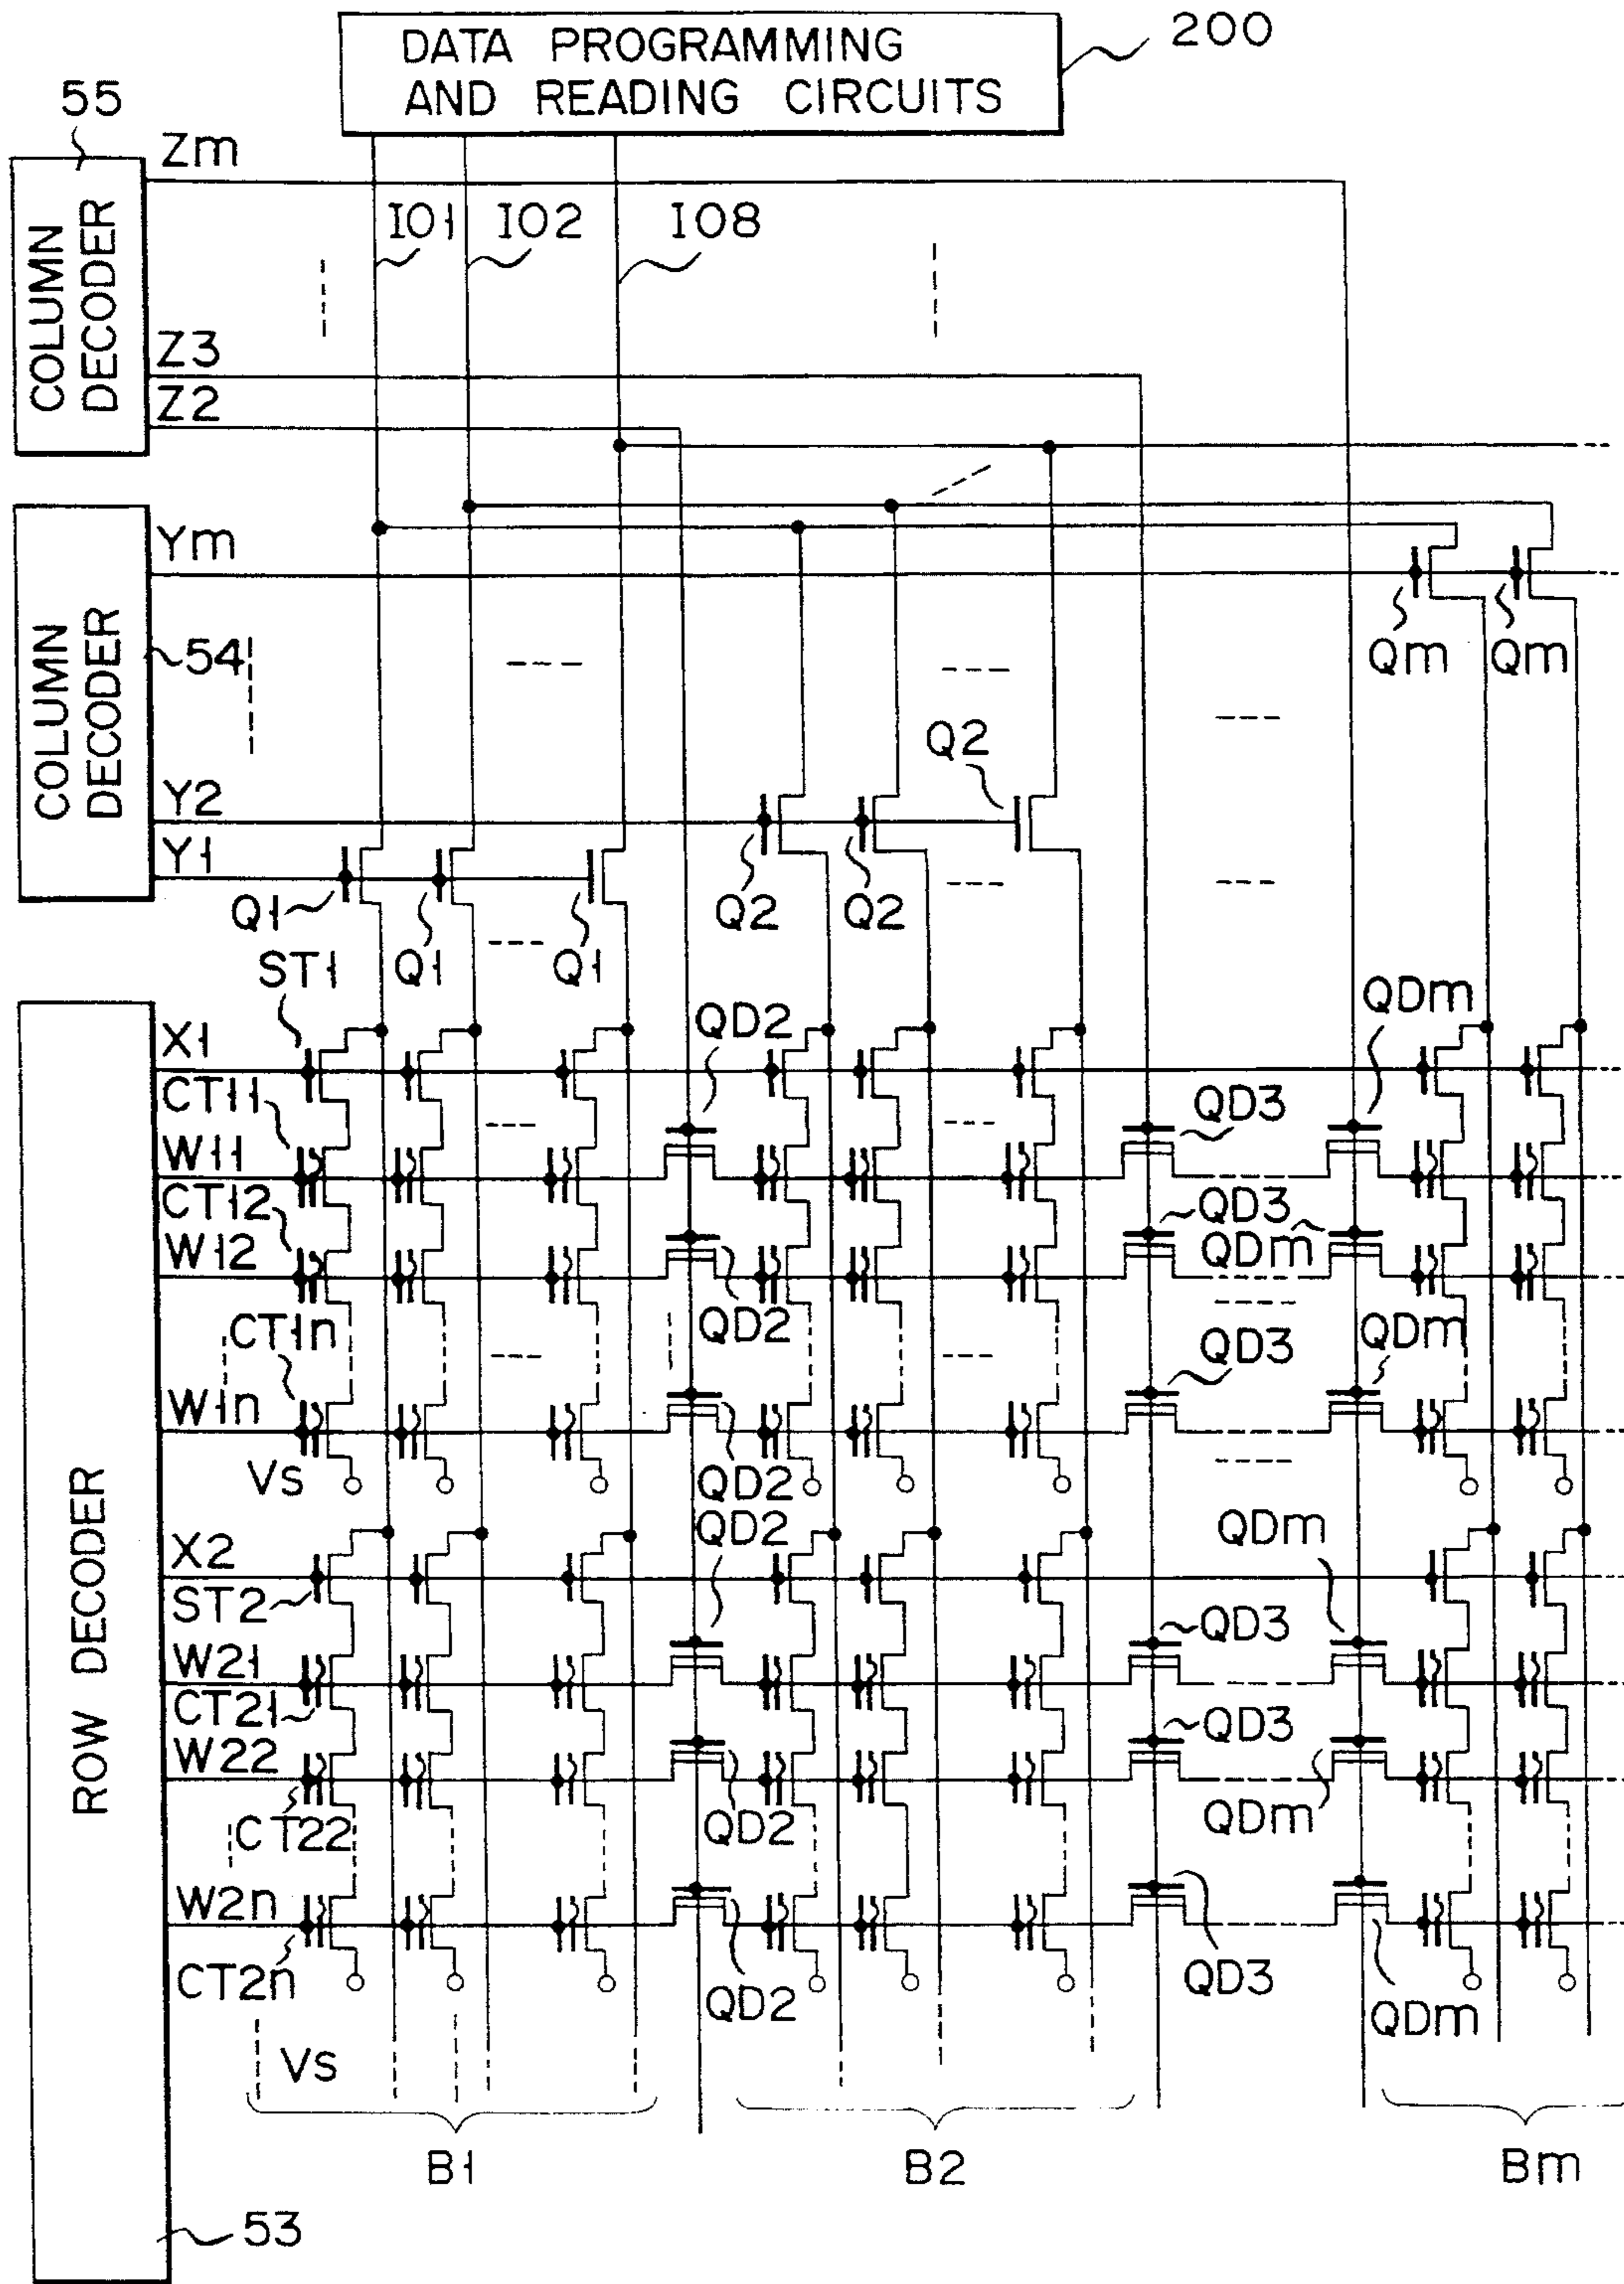 DATA PROGRAMMING
AND READING CIRCUITS
200
55
Zm
COLUMN
DECODER
IO1
IO2
IO8
Z3
Z2
COLUMN
DECODER
54
Ym
Qm
Qm
Q2
Y2
Y1
Q1
Q1
Q1
Q2
Q2
ST1
X1
QD2
QDm
CT11
W11
QD3
CT12
W12
QD3
QDm
CT1n
QD2
QD3
QDm
W1n
Vs
QD2
QD2
QDm
X2
ST2
QD3
W21
CT21
QD3
W22
CT22
QD2
QDm
W2n
CT2n
QD2
QD3
QDm
Vs
ROW DECODER
B1
B2
Bm
53